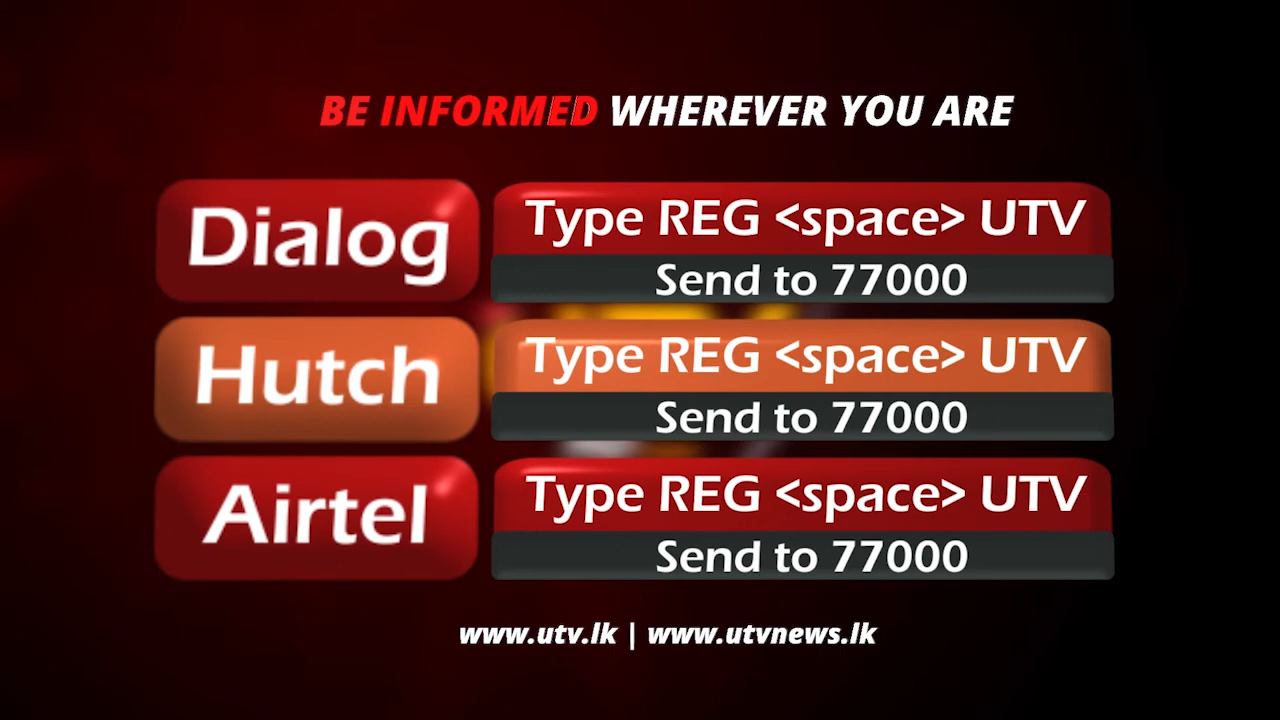 BE INFORMED WHEREVER YOU ARE
Dialog
Type REG <space> UTV
Send to 77000
Hutch
Type REG <space> UTV
Send to 77000
Airtel
Type REG <space> UTV
Send to 77000
www.utv.lk | www.utvnews.lk